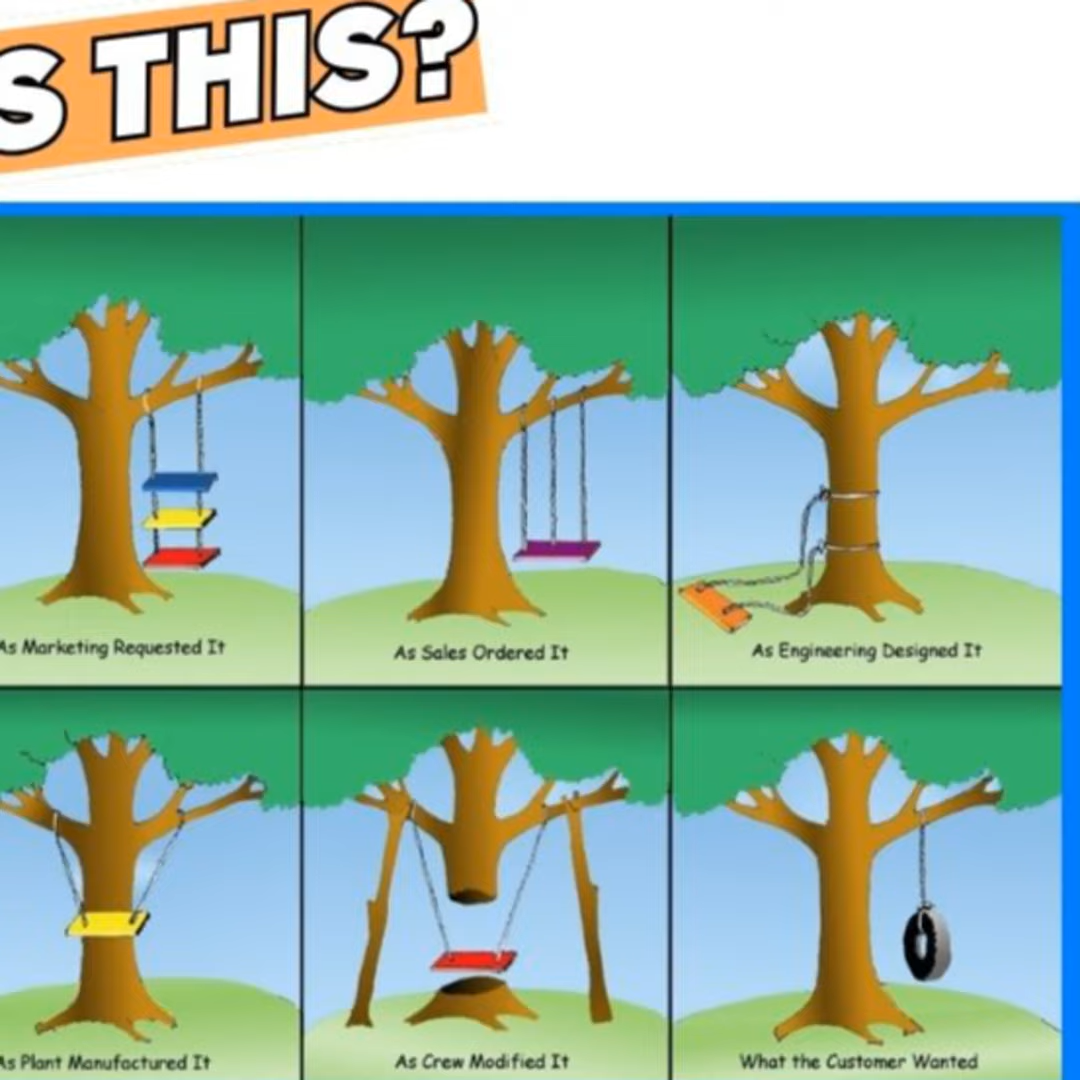 S THIS?
As Marketing Requested It
As Sales Ordered It
As Engineering Designed It
As Plant Manufactured It
As Crew Modified It
What the Customer Wanted